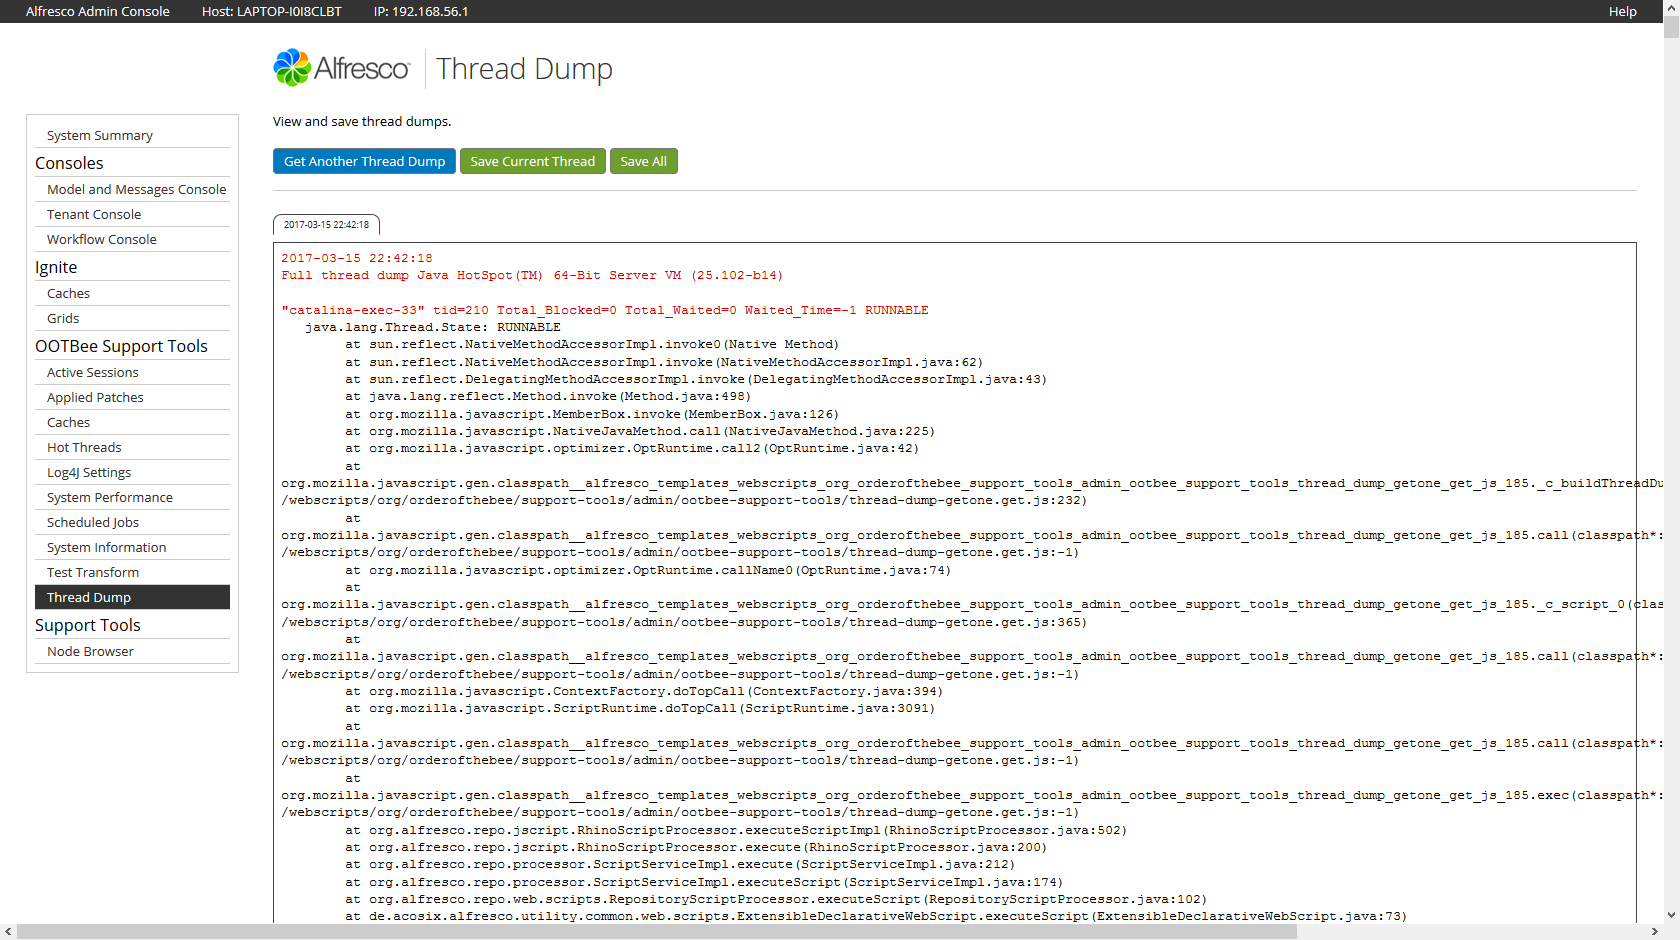 Alfresco Admin Console Host: LAPTOP-I0I8CLBT IP: 192.168.56.1 Help
Alfresco Thread Dump
View and save thread dumps.
Get Another Thread Dump Save Current Thread Save All
System Summary
Consoles
Model and Messages Console
Tenant Console
Workflow Console
Ignite
Caches
Grids
OOTBee Support Tools
Active Sessions
Applied Patches
Caches
Hot Threads
Log4J Settings
System Performance
Scheduled Jobs
System Information
Test Transform
Thread Dump
Support Tools
Node Browser
2017-03-15 22:42:18
2017-03-15 22:42:18
Full thread dump Java HotSpot(TM) 64-Bit Server VM (25.102-b14)
"catalina-exec-33" tid=210 Total_Blocked=0 Total_Waited=0 Waited_Time=-1 RUNNABLE
java.lang.Thread.State: RUNNABLE
at sun.reflect.NativeMethodAccessorImpl.invoke0(Native Method)
at sun.reflect.NativeMethodAccessorImpl.invoke(NativeMethodAccessorImpl.java:62)
at sun.reflect.DelegatingMethodAccessorImpl.invoke(DelegatingMethodAccessorImpl.java:43)
at java.lang.reflect.Method.invoke(Method.java:498)
at org.mozilla.javascript.MemberBox.invoke(MemberBox.java:126)
at org.mozilla.javascript.NativeJavaMethod.call(NativeJavaMethod.java:225)
at org.mozilla.javascript.optimizer.OptRuntime.call2(OptRuntime.java:42)
at
org.mozilla.javascript.gen.classpath__alfresco_templates_webscripts_org_orderofthebee_support_tools_admin_ootbee_support_tools_thread_dump_getone_get_js_185._c_buildThreadDu
/webscripts/org/orderofthebee/support-tools/admin/ootbee-support-tools/thread-dump-getone.get.js:232)
at
org.mozilla.javascript.gen.classpath__alfresco_templates_webscripts_org_orderofthebee_support_tools_admin_ootbee_support_tools_thread_dump_getone_get_js_185.call(classpath*:
/webscripts/org/orderofthebee/support-tools/admin/ootbee-support-tools/thread-dump-getone.get.js:-1)
at org.mozilla.javascript.optimizer.OptRuntime.callName0(OptRuntime.java:74)
at
org.mozilla.javascript.gen.classpath__alfresco_templates_webscripts_org_orderofthebee_support_tools_admin_ootbee_support_tools_thread_dump_getone_get_js_185._c_script_0(clas
/webscripts/org/orderofthebee/support-tools/admin/ootbee-support-tools/thread-dump-getone.get.js:365)
at
org.mozilla.javascript.gen.classpath__alfresco_templates_webscripts_org_orderofthebee_support_tools_admin_ootbee_support_tools_thread_dump_getone_get_js_185.call(classpath*:
/webscripts/org/orderofthebee/support-tools/admin/ootbee-support-tools/thread-dump-getone.get.js:-1)
at org.mozilla.javascript.ContextFactory.doTopCall(ContextFactory.java:394)
at org.mozilla.javascript.ScriptRuntime.doTopCall(ScriptRuntime.java:3091)
at
org.mozilla.javascript.gen.classpath__alfresco_templates_webscripts_org_orderofthebee_support_tools_admin_ootbee_support_tools_thread_dump_getone_get_js_185.call(classpath*:
/webscripts/org/orderofthebee/support-tools/admin/ootbee-support-tools/thread-dump-getone.get.js:-1)
at
org.mozilla.javascript.gen.classpath__alfresco_templates_webscripts_org_orderofthebee_support_tools_admin_ootbee_support_tools_thread_dump_getone_get_js_185.exec(classpath*:
/webscripts/org/orderofthebee/support-tools/admin/ootbee-support-tools/thread-dump-getone.get.js:-1)
at org.alfresco.repo.jscript.RhinoScriptProcessor.executeScriptImpl(RhinoScriptProcessor.java:502)
at org.alfresco.repo.jscript.RhinoScriptProcessor.execute(RhinoScriptProcessor.java:200)
at org.alfresco.repo.processor.ScriptServiceImpl.execute(ScriptServiceImpl.java:212)
at org.alfresco.repo.processor.ScriptServiceImpl.executeScript(ScriptServiceImpl.java:174)
at org.alfresco.repo.web.scripts.RepositoryScriptProcessor.executeScript(RepositoryScriptProcessor.java:102)
at de.acosix.alfresco.utility.common.web.scripts.ExtensibleDeclarativeWebScript.executeScript(ExtensibleDeclarativeWebScript.java:73)